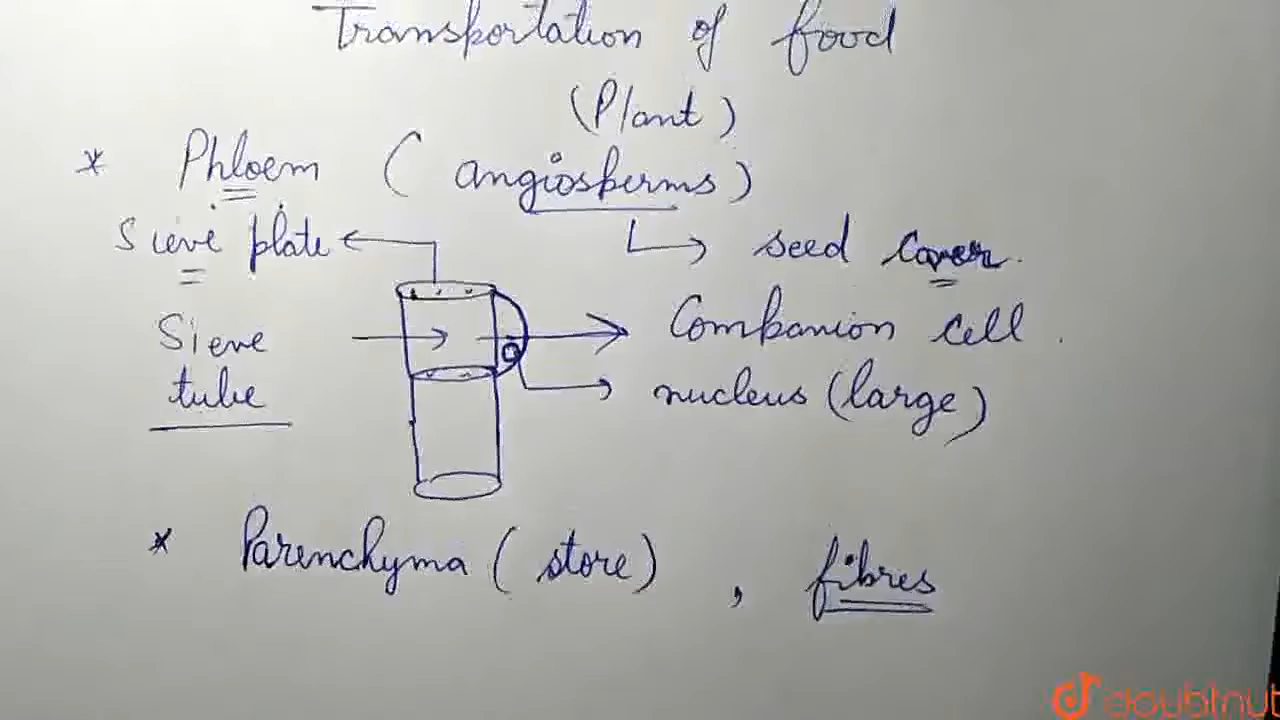 Transportation of food
(Plant)
* Phloem (angiosperms)
Sieve plate
seed cover.
Sieve
tube
Companion cell.
nucleus (large)
* Parenchyma (store), fibres
doubtnut